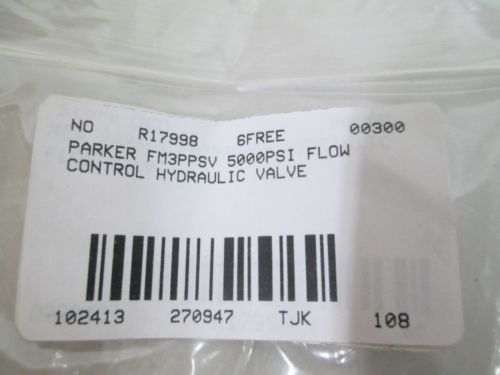 NO R17998 6FREE 00300
PARKER FM3PPSV 5000PSI FLOW
CONTROL HYDRAULIC VALVE
102413 270947 TJK 108